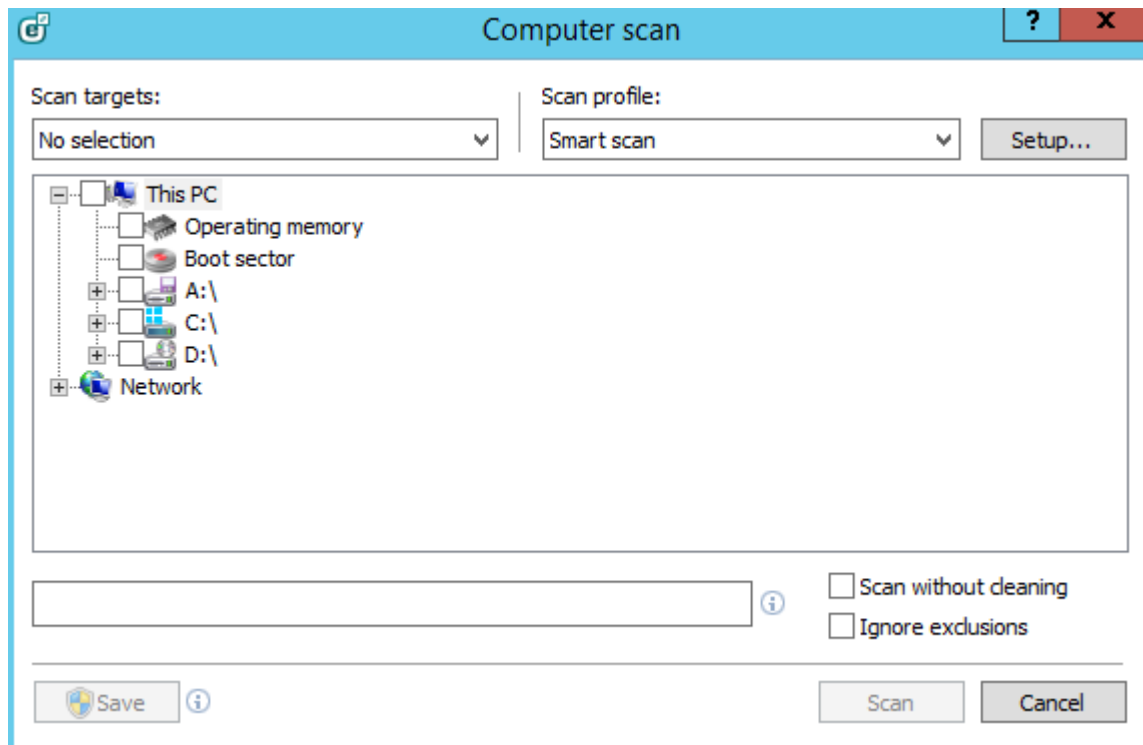 Computer scan
? x
Scan targets:
Scan profile:
No selection
Smart scan
Setup...
This PC
Operating memory
Boot sector
A:\
C:\
D:\
Network
Scan without cleaning
Ignore exclusions
Save
Scan
Cancel